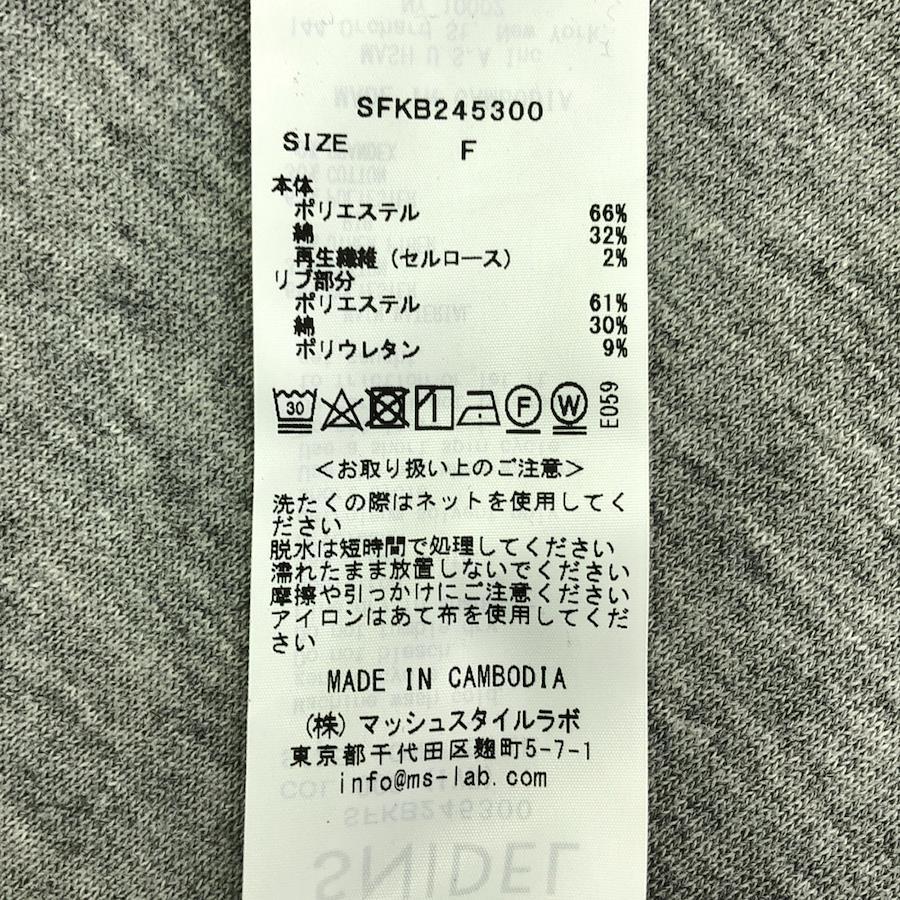 SFKB245300
SIZE F
本体
ポリエステル 66%
綿 32%
再生繊維（セルロース） 2%
リブ部分
ポリエステル 61%
綿 30%
ポリウレタン 9%
30 F W E059
＜お取り扱い上のご注意＞
洗たくの際はネットを使用してく
ださい
脱水は短時間で処理してください
濡れたまま放置しないでください
摩擦や引っかけにご注意ください
アイロンはあて布を使用してくだ
さい
MADE IN CAMBODIA
(株) マッシュスタイルラボ
東京都千代田区麹町5-7-1
info@ms-lab.com
SFKB245300
SNIDEL